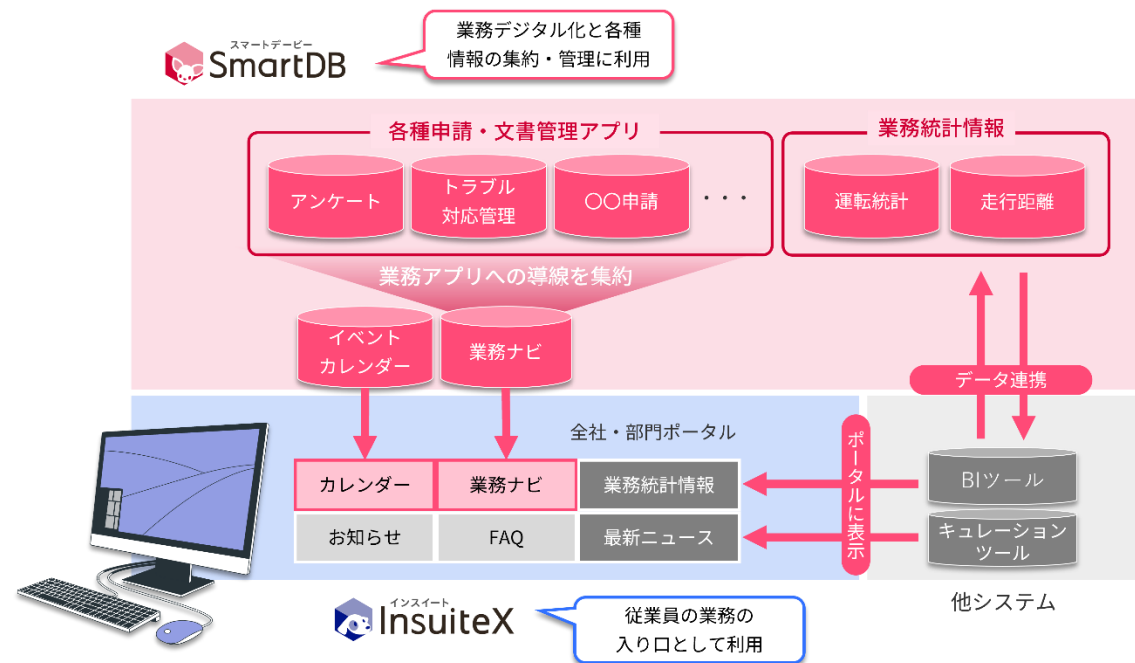 スマートデービー
SmartDB
業務デジタル化と各種
情報の集約・管理に利用
各種申請・文書管理アプリ
業務統計情報
アンケート
トラブル
対応管理
〇〇申請
・・・
運転統計
走行距離
業務アプリへの導線を集約
イベント
カレンダー
業務ナビ
データ連携
全社・部門ポータル
ポータルに表示
カレンダー
業務ナビ
業務統計情報
お知らせ
FAQ
最新ニュース
BIツール
キュレーション
ツール
他システム
インスイート
InsuiteX
従業員の業務の
入り口として利用